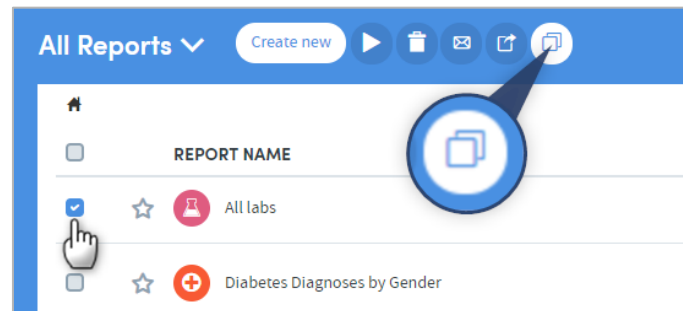 All Reports
Create new
REPORT NAME
All labs
Diabetes Diagnoses by Gender